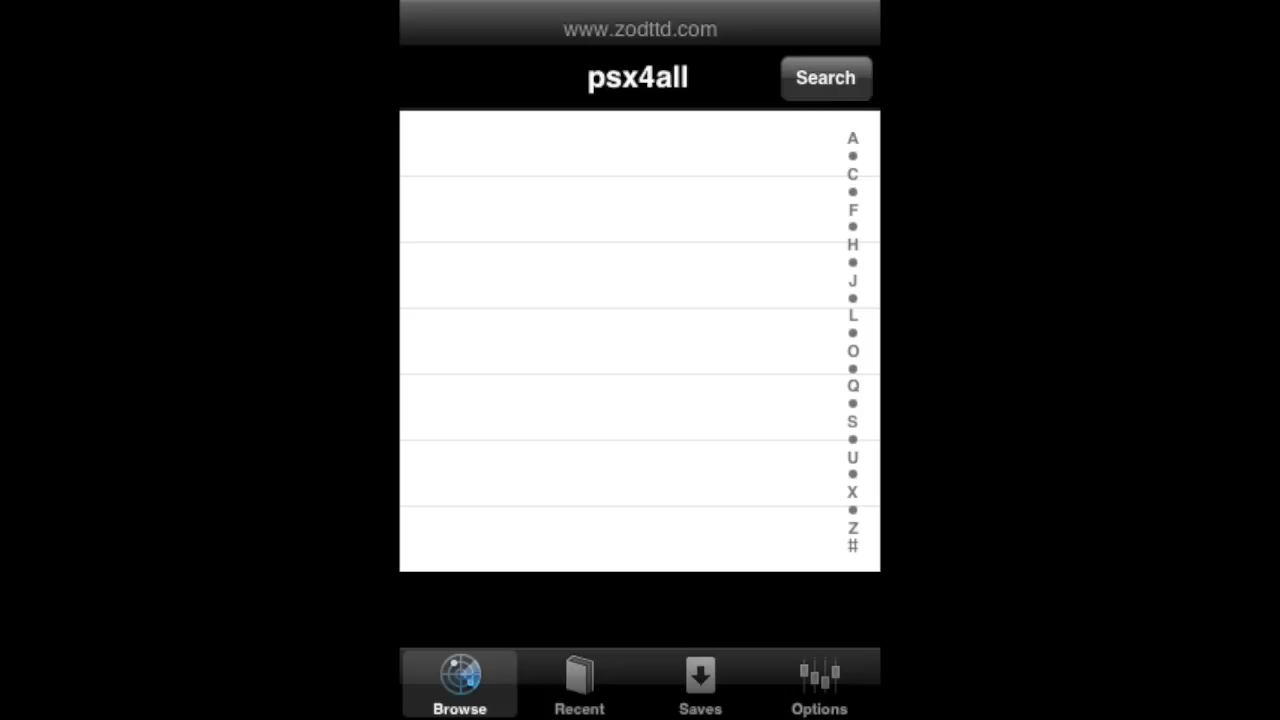 www.zodttd.com
psx4all
Search
A
●
C
●
F
●
H
●
J
●
L
●
O
●
Q
●
S
●
U
●
X
●
Z
#
Browse
Recent
Saves
Options